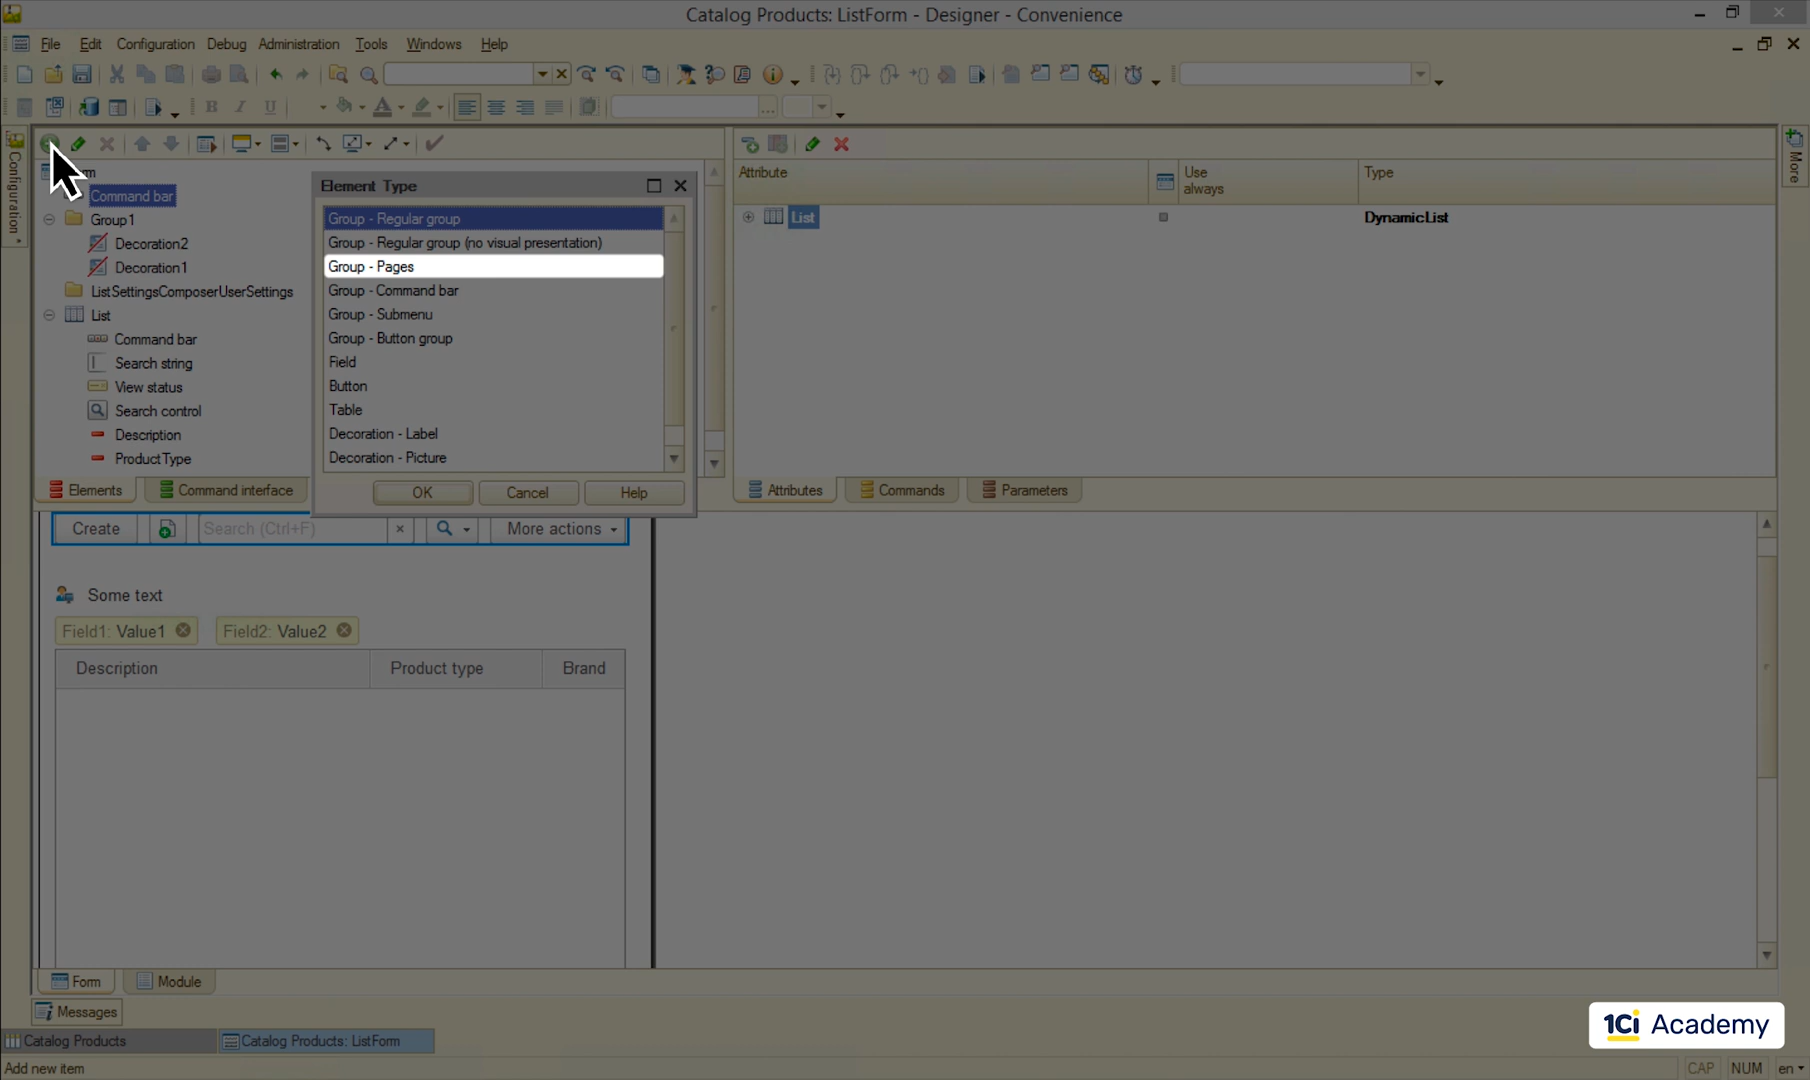 Catalog Products: ListForm - Designer - Convenience
File Edit Configuration Debug Administration Tools Windows Help
B I U A
Configuration
More
Command bar
Group1
Decoration2
Decoration1
ListSettingsComposerUserSettings
List
Command bar
Search string
View status
Search control
Description
ProductType
Elements Command interface
Element Type
Group - Regular group
Group - Regular group (no visual presentation)
Group - Pages
Group - Command bar
Group - Submenu
Group - Button group
Field
Button
Table
Decoration - Label
Decoration - Picture
OK Cancel Help
Attribute Use always Type
List DynamicList
Attributes Commands Parameters
Create Search (Ctrl+F) × More actions
Some text
Field1: Value1 Field2: Value2
Description Product type Brand
Form Module
Messages
Catalog Products Catalog Products: ListForm
1Ci Academy
Add new item CAP NUM en